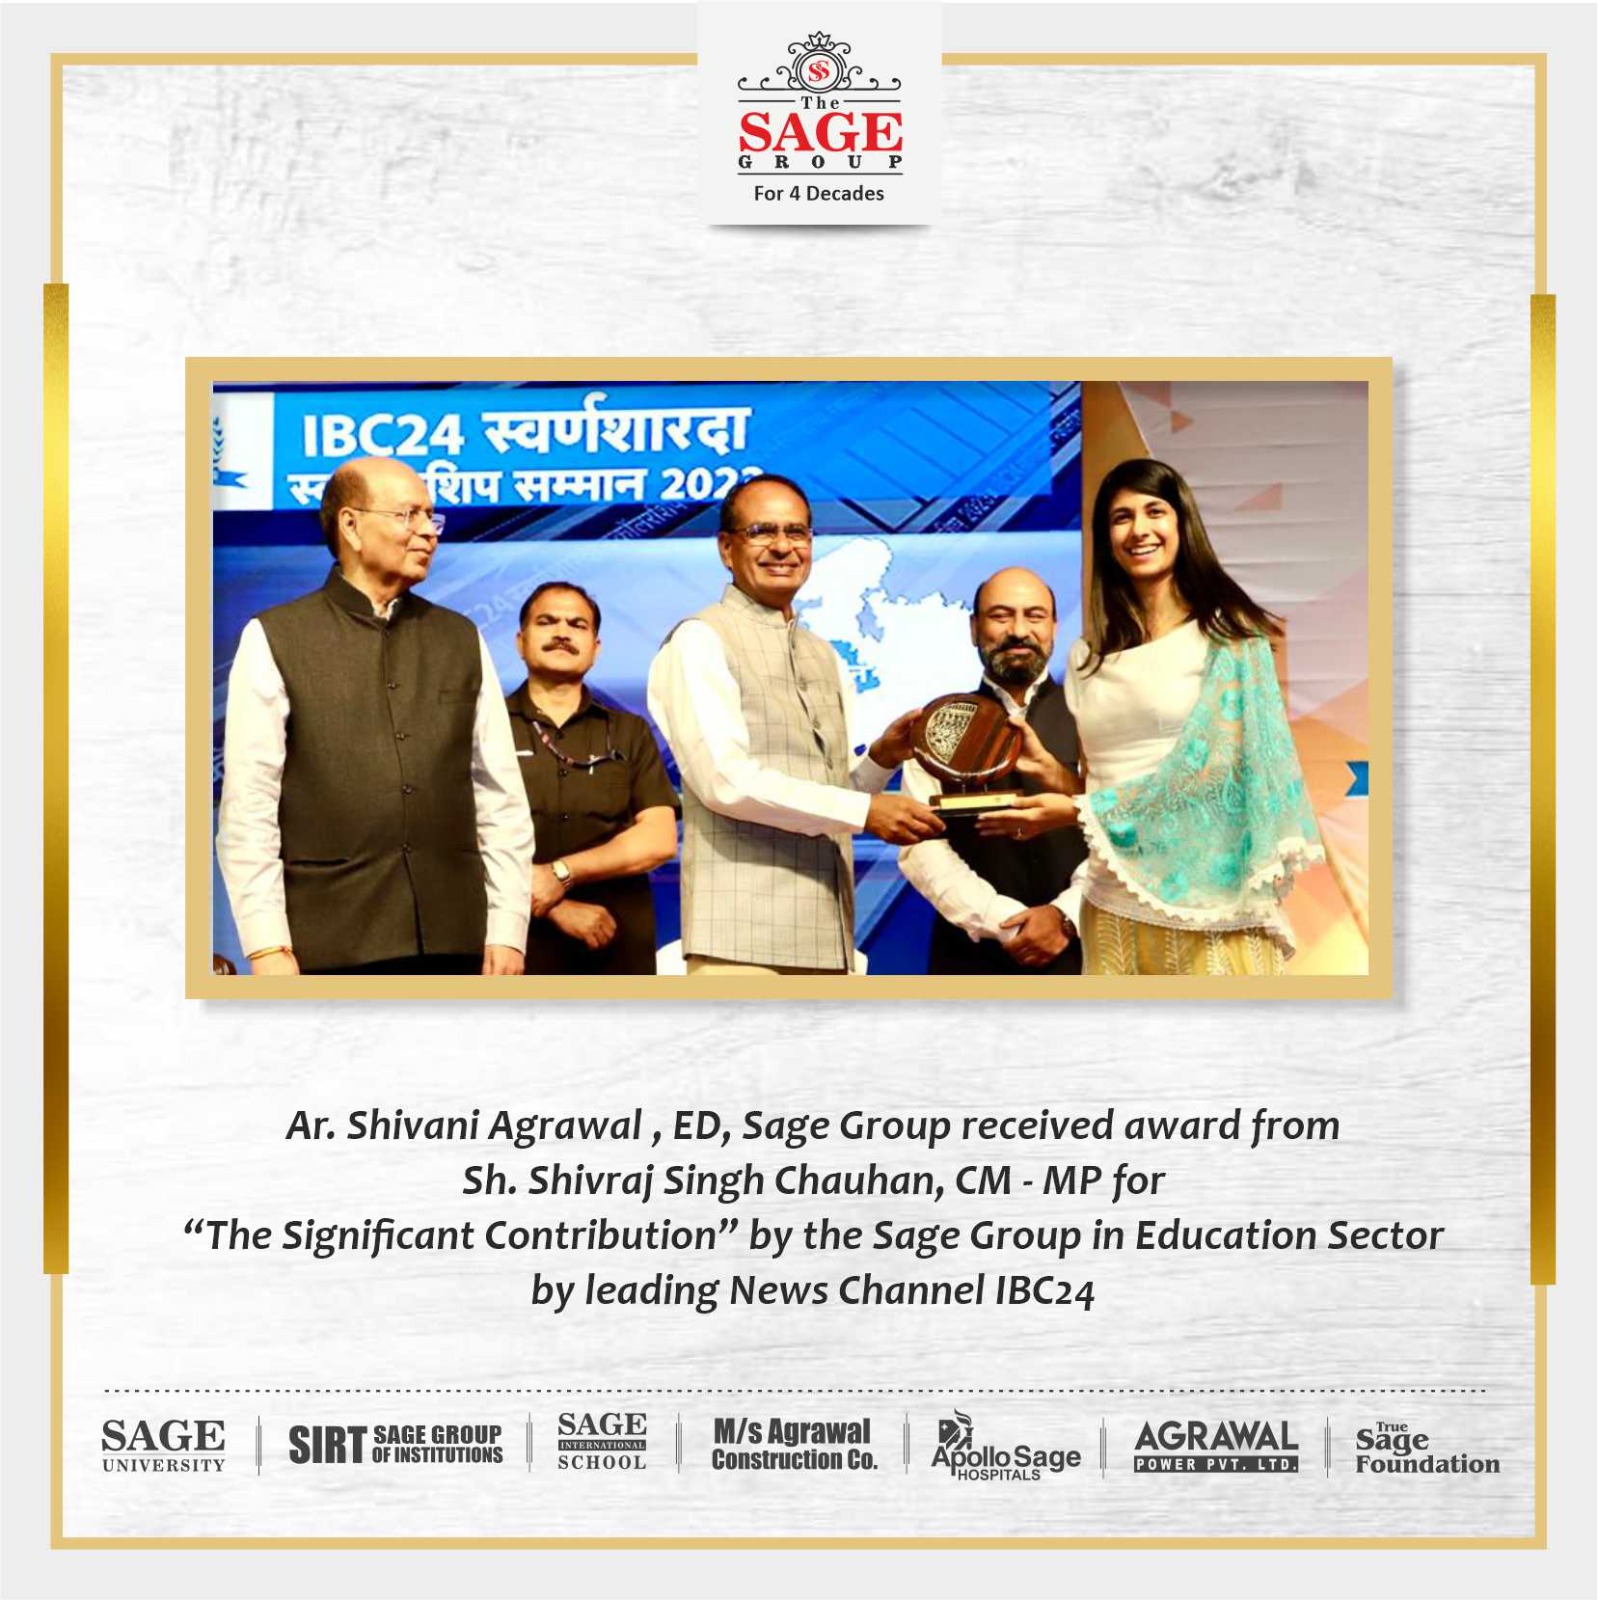 SS
The
SAGE
GROUP
For 4 Decades
IBC24 स्वर्णशारदा
शिप सम्मान 2023
Ar. Shivani Agrawal , ED, Sage Group received award from
Sh. Shivraj Singh Chauhan, CM - MP for
“The Significant Contribution” by the Sage Group in Education Sector
by leading News Channel IBC24
SAGE
UNIVERSITY
SIRT SAGE GROUP
OF INSTITUTIONS
SAGE
INTERNATIONAL
SCHOOL
M/s Agrawal
Construction Co.
Apollo Sage
HOSPITALS
AGRAWAL
POWER PVT. LTD.
True
Sage
Foundation